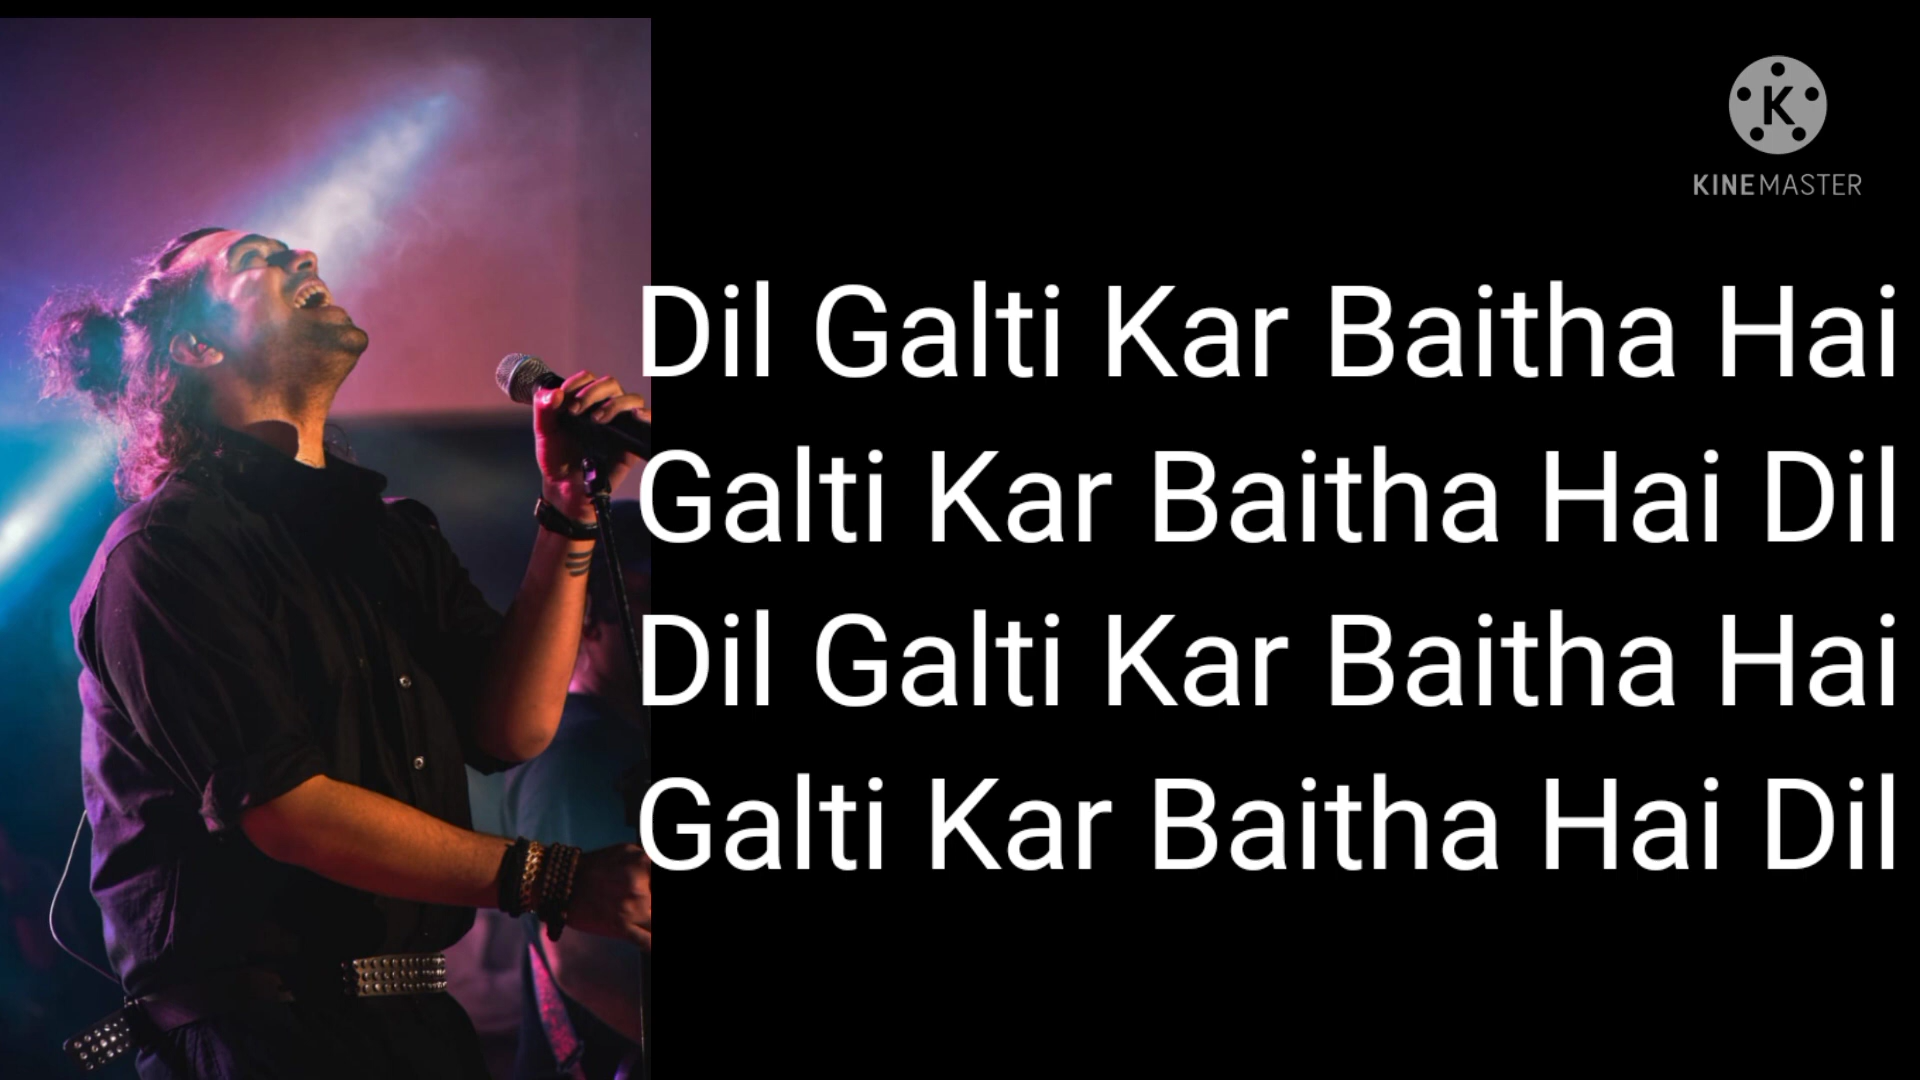 K
KINEMASTER
Dil Galti Kar Baitha Hai
Galti Kar Baitha Hai Dil
Dil Galti Kar Baitha Hai
Galti Kar Baitha Hai Dil